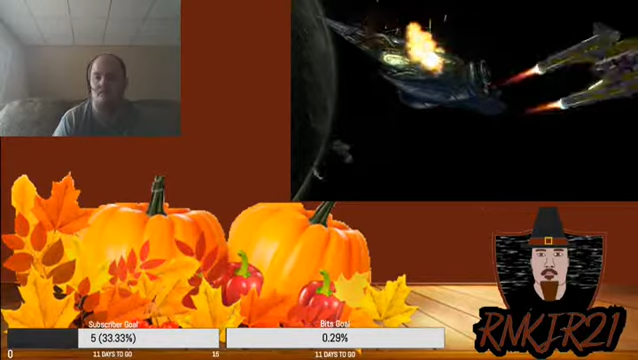 RNKJR21
Subscriber Goal
5 (33.33%)
0
11 DAYS TO GO
15
Bits Goal
0.29%
11 DAYS TO GO